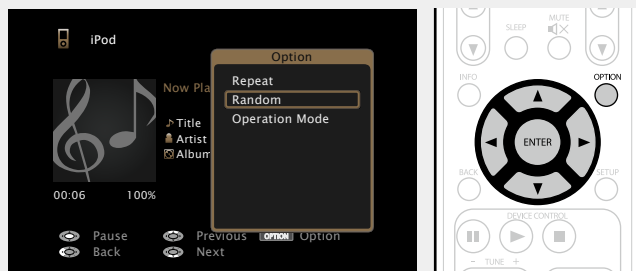 iPod
Option
Repeat
Random
Operation Mode
Now Pla
Title
Artist
Album
00:06 100%
Pause Previous OPTION Option
Back Next
SLEEP
MUTE
INFO
OPTION
ENTER
BACK
SETUP
DEVICE CONTROL
- TUNE +